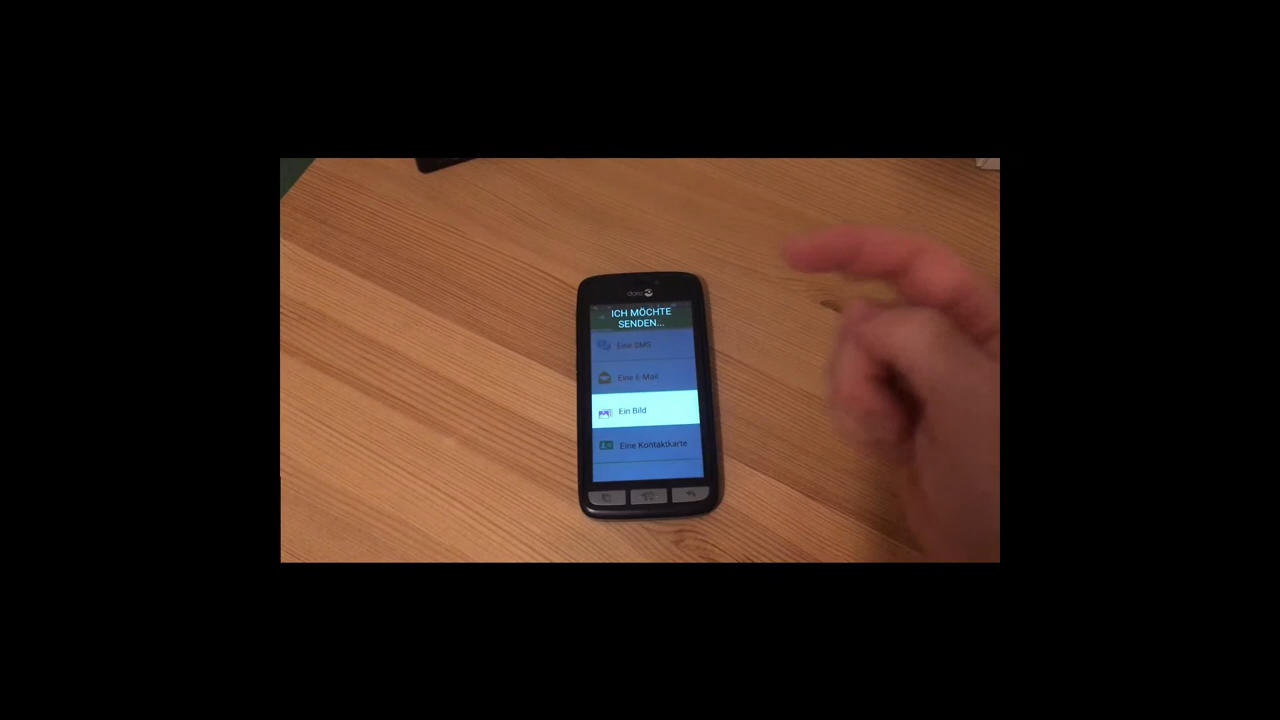 doro
ICH MÖCHTE
SENDEN...
Eine SMS
Eine E-Mail
Ein Bild
Eine Kontaktkarte